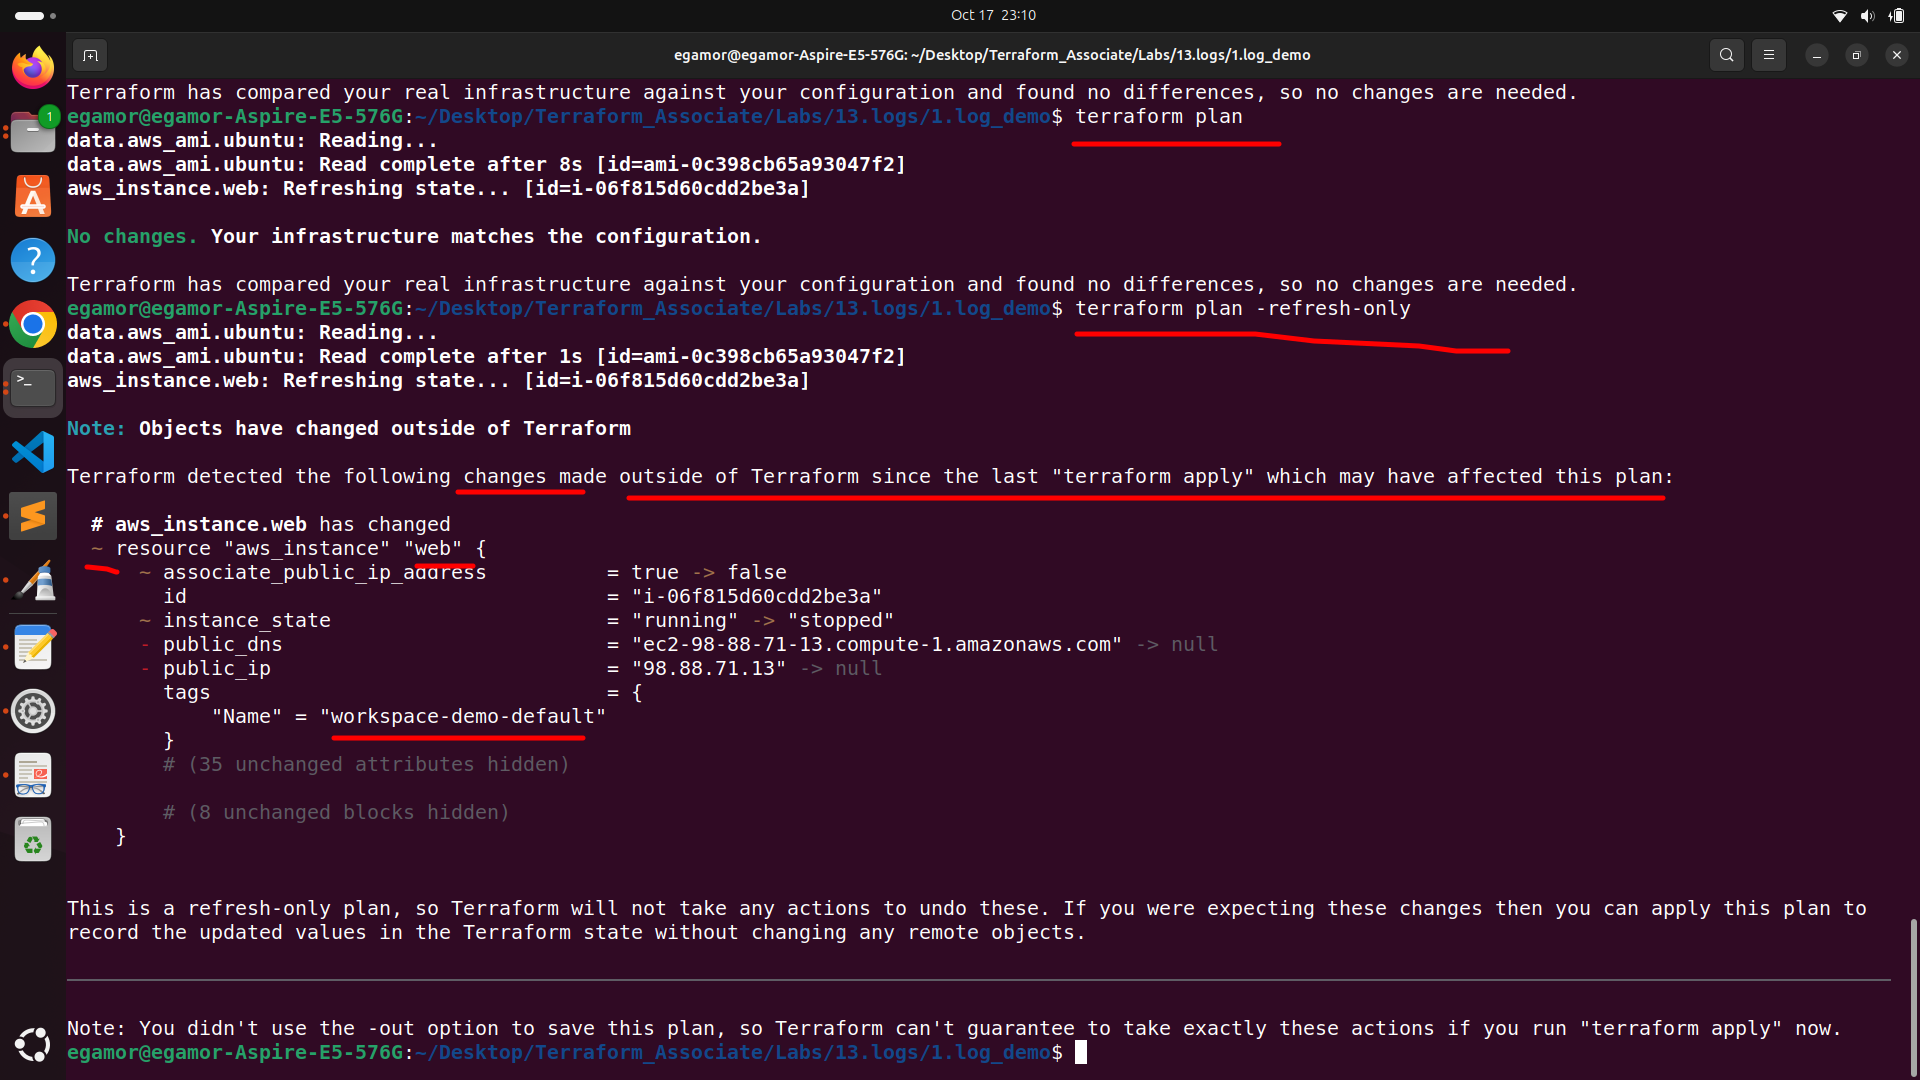 Oct 17 23:10
egamor@egamor-Aspire-E5-576G: ~/Desktop/Terraform_Associate/Labs/13.logs/1.log_demo
1
Terraform has compared your real infrastructure against your configuration and found no differences, so no changes are needed.
egamor@egamor-Aspire-E5-576G:~/Desktop/Terraform_Associate/Labs/13.logs/1.log_demo$ terraform plan
data.aws_ami.ubuntu: Reading...
data.aws_ami.ubuntu: Read complete after 8s [id=ami-0c398cb65a93047f2]
aws_instance.web: Refreshing state... [id=i-06f815d60cdd2be3a]
No changes. Your infrastructure matches the configuration.
Terraform has compared your real infrastructure against your configuration and found no differences, so no changes are needed.
egamor@egamor-Aspire-E5-576G:~/Desktop/Terraform_Associate/Labs/13.logs/1.log_demo$ terraform plan -refresh-only
data.aws_ami.ubuntu: Reading...
data.aws_ami.ubuntu: Read complete after 1s [id=ami-0c398cb65a93047f2]
aws_instance.web: Refreshing state... [id=i-06f815d60cdd2be3a]
Note: Objects have changed outside of Terraform
Terraform detected the following changes made outside of Terraform since the last "terraform apply" which may have affected this plan:
# aws_instance.web has changed
~ resource "aws_instance" "web" {
~ associate_public_ip_address = true -> false
id = "i-06f815d60cdd2be3a"
~ instance_state = "running" -> "stopped"
- public_dns = "ec2-98-88-71-13.compute-1.amazonaws.com" -> null
- public_ip = "98.88.71.13" -> null
tags = {
"Name" = "workspace-demo-default"
}
# (35 unchanged attributes hidden)
# (8 unchanged blocks hidden)
}
This is a refresh-only plan, so Terraform will not take any actions to undo these. If you were expecting these changes then you can apply this plan to
record the updated values in the Terraform state without changing any remote objects.
Note: You didn't use the -out option to save this plan, so Terraform can't guarantee to take exactly these actions if you run "terraform apply" now.
egamor@egamor-Aspire-E5-576G:~/Desktop/Terraform_Associate/Labs/13.logs/1.log_demo$